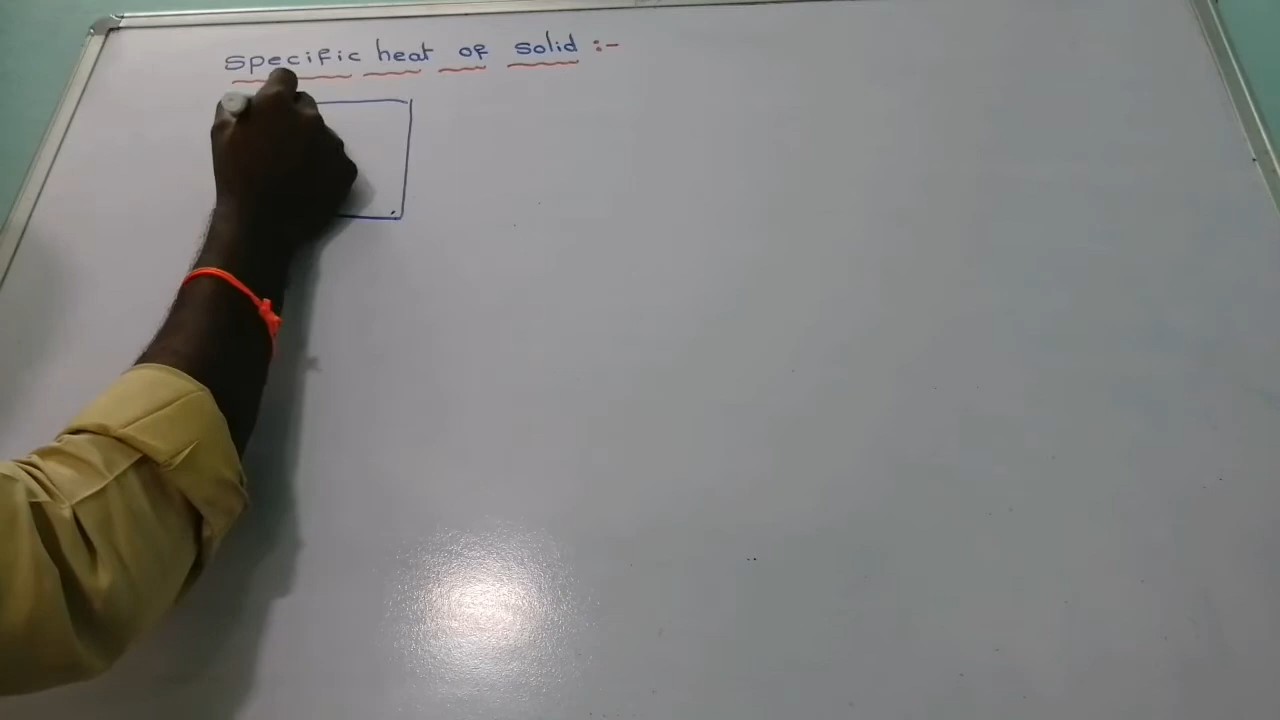 specific heat of solid :-